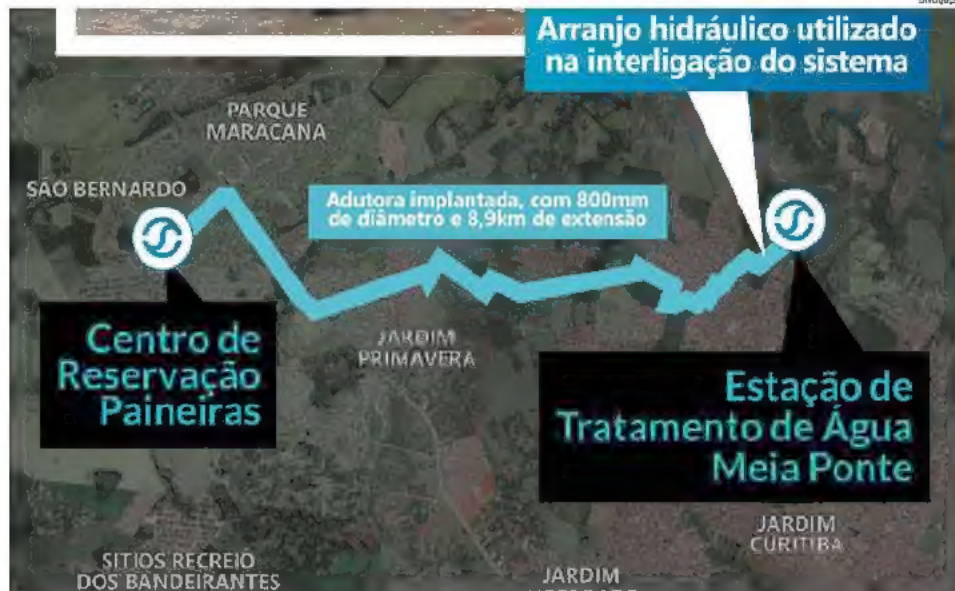 Arranjo hidráulico utilizado
na interligação do sistema
PARQUE
MARACANA
SÃO BERNARDO
Adutora implantada, com 800mm
de diâmetro e 8,9km de extensão
Centro de
Reservação
Paineiras
JARDIM
PRIMAVERA
Estação de
Tratamento de Água
Meia Ponte
JARDIM
CURITIBA
SITIOS RECREIO
DOS BANDEIRANTES
JARDIM